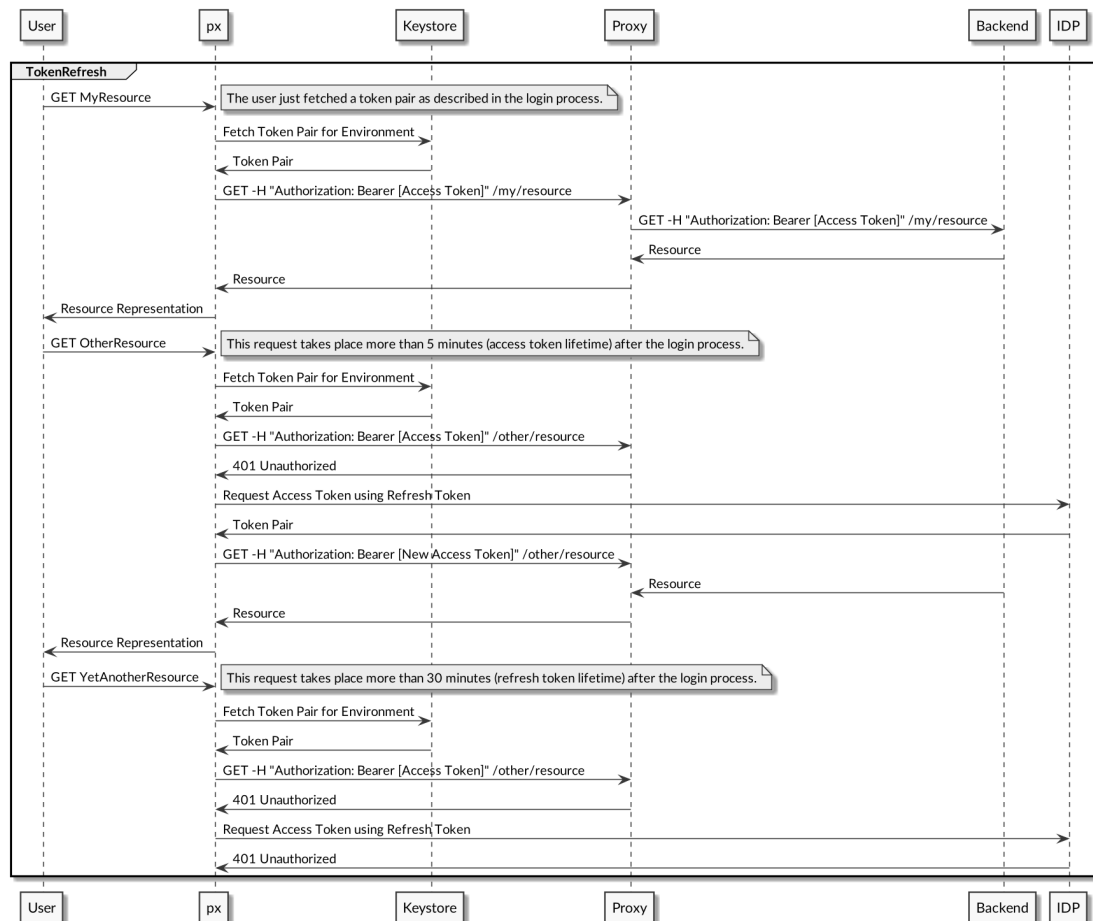 User px Keystore Proxy Backend IDP
TokenRefresh
GET MyResource
The user just fetched a token pair as described in the login process.
Fetch Token Pair for Environment
Token Pair
GET -H "Authorization: Bearer [Access Token]" /my/resource
GET -H "Authorization: Bearer [Access Token]" /my/resource
Resource
Resource
Resource Representation
GET OtherResource
This request takes place more than 5 minutes (access token lifetime) after the login process.
Fetch Token Pair for Environment
Token Pair
GET -H "Authorization: Bearer [Access Token]" /other/resource
401 Unauthorized
Request Access Token using Refresh Token
Token Pair
GET -H "Authorization: Bearer [New Access Token]" /other/resource
Resource
Resource
Resource Representation
GET YetAnotherResource
This request takes place more than 30 minutes (refresh token lifetime) after the login process.
Fetch Token Pair for Environment
Token Pair
GET -H "Authorization: Bearer [Access Token]" /other/resource
401 Unauthorized
Request Access Token using Refresh Token
401 Unauthorized
User px Keystore Proxy Backend IDP